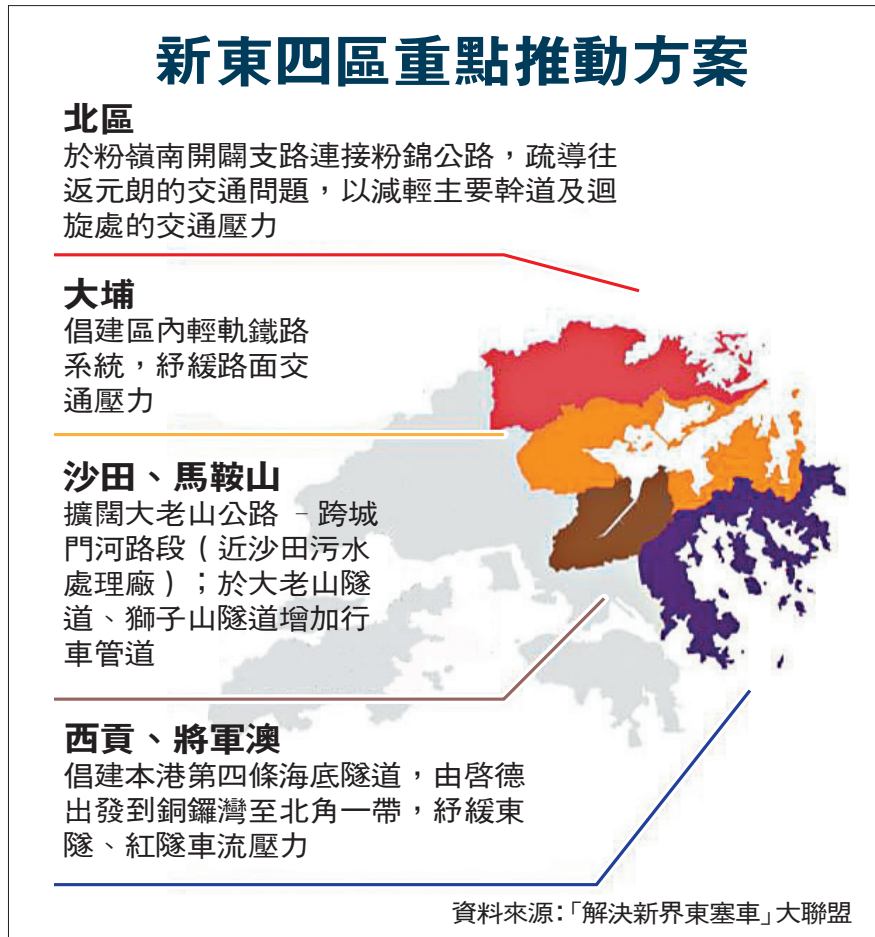 新東四區重點推動方案
北區
於粉嶺南開闢支路連接粉錦公路，疏導往
返元朗的交通問題，以減輕主要幹道及迴
旋處的交通壓力
大埔
倡建區內輕軌鐵路
系統，紓緩路面交
通壓力
沙田、馬鞍山
擴闊大老山公路–跨城
門河路段（近沙田污水
處理廠）；於大老山隧
道、獅子山隧道增加行
車管道
西貢、將軍澳
倡建本港第四條海底隧道，由啓德
出發到銅鑼灣至北角一帶，紓緩東
隧、紅隧車流壓力
資料來源：「解決新界東塞車」大聯盟